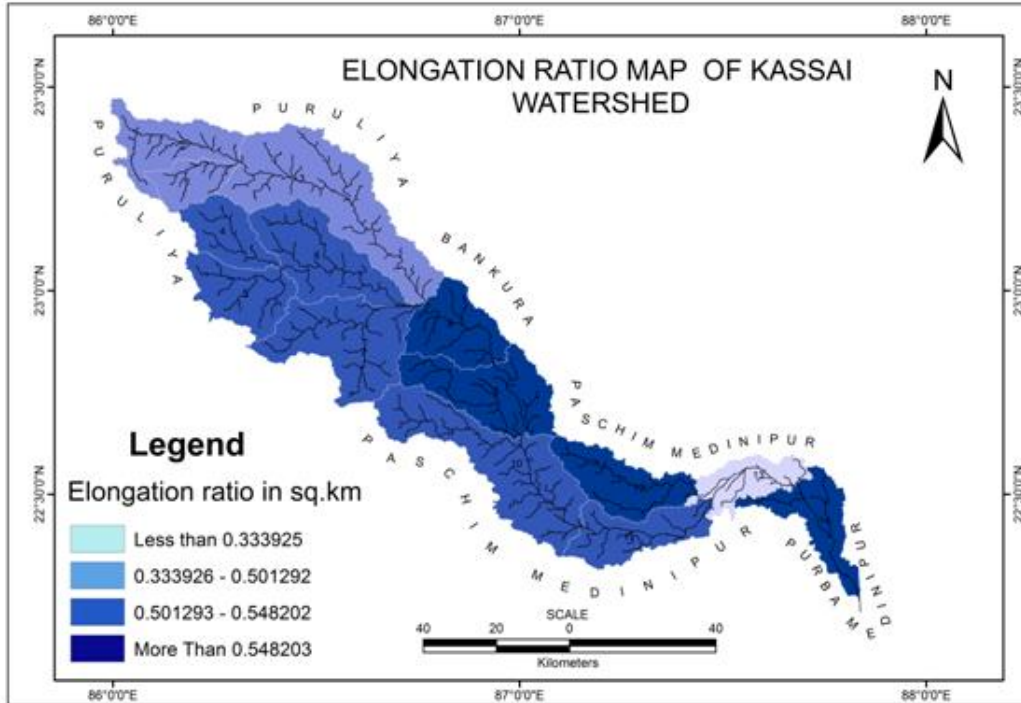 86°0'0"E 87°0'0"E 88°0'0"E
ELONGATION RATIO MAP OF KASSAI
WATERSHED
N
23°30'0"N
23°30'0"N
PURULIYA
PURULIYA
BANKURA
23°0'0"N
23°0'0"N
PASCHIM MEDINIPUR
PASCHIM MEDINIPUR
PURBA MEDINIPUR
22°30'0"N
22°30'0"N
Legend
Elongation ratio in sq.km
Less than 0.333925
0.333926 - 0.501292
0.501293 - 0.548202
More Than 0.548203
SCALE
40 20 0 40
Kilometers
86°0'0"E 87°0'0"E 88°0'0"E